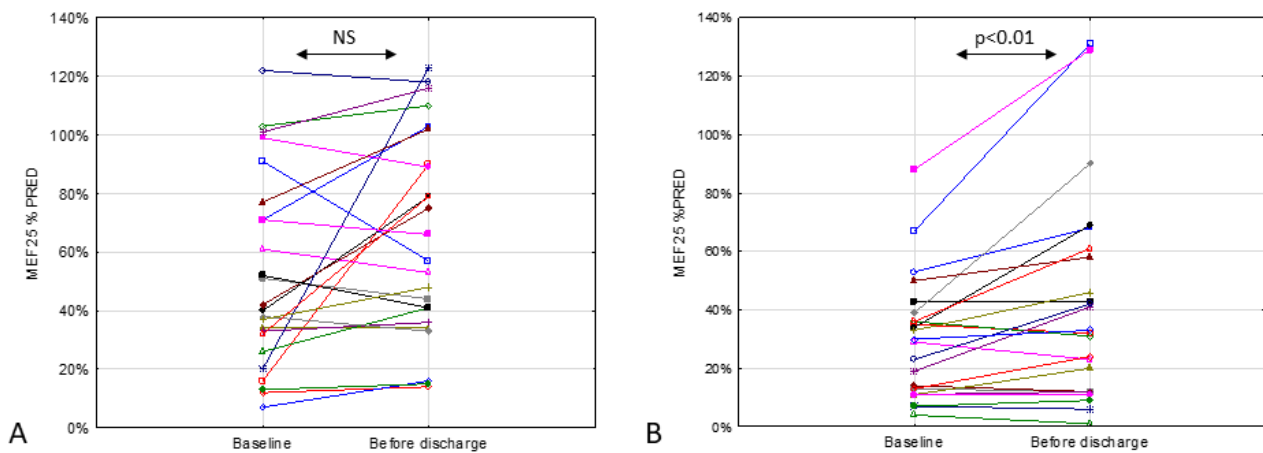 140%
120%
100%
80%
60%
40%
20%
0%
MEF25 % PRED
NS
Baseline
Before discharge
A
140%
120%
100%
80%
60%
40%
20%
0%
MEF25 %PRED
p<0.01
Baseline
Before discharge
B